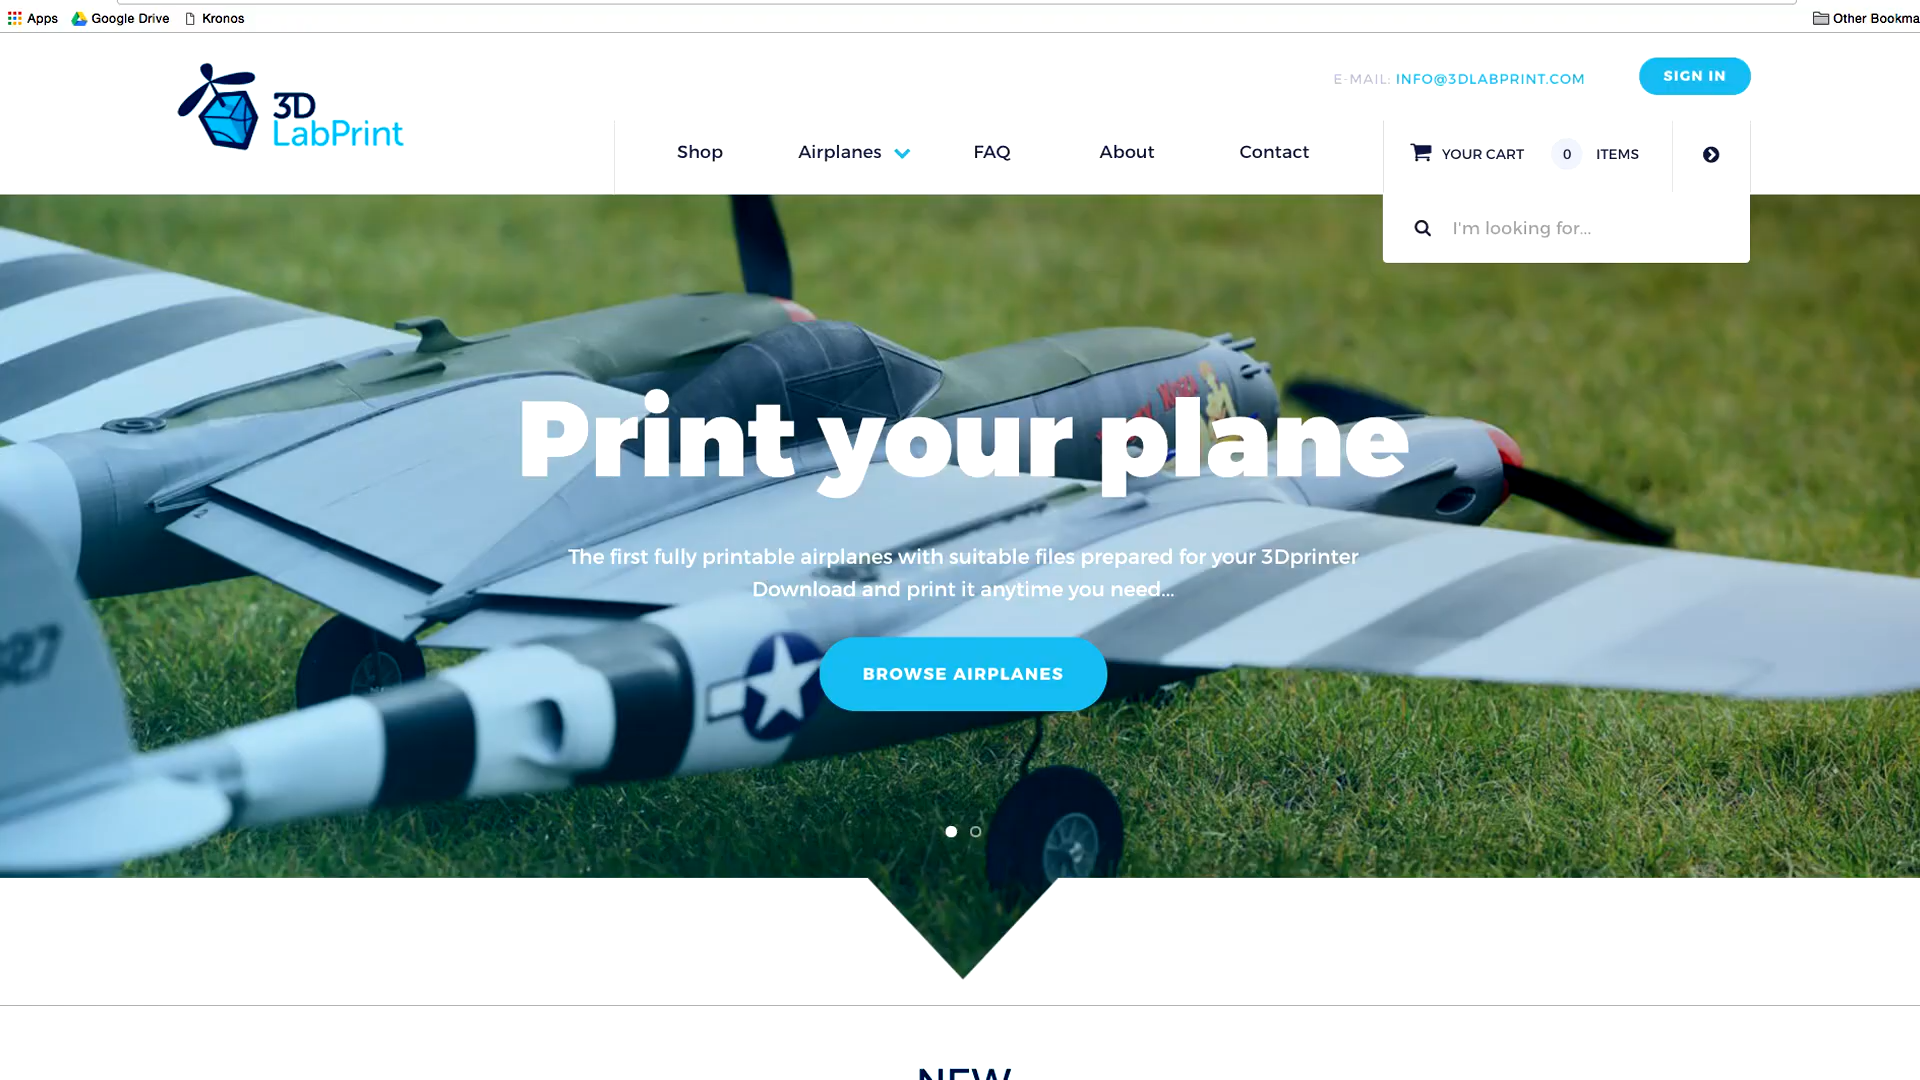 Apps Google Drive Kronos Other Bookma
E-MAIL: INFO@3DLABPRINT.COM SIGN IN
3D
LabPrint
Shop Airplanes FAQ About Contact YOUR CART 0 ITEMS
I'm looking for...
Print your plane
The first fully printable airplanes with suitable files prepared for your 3Dprinter
Download and print it anytime you need...
BROWSE AIRPLANES
NEW